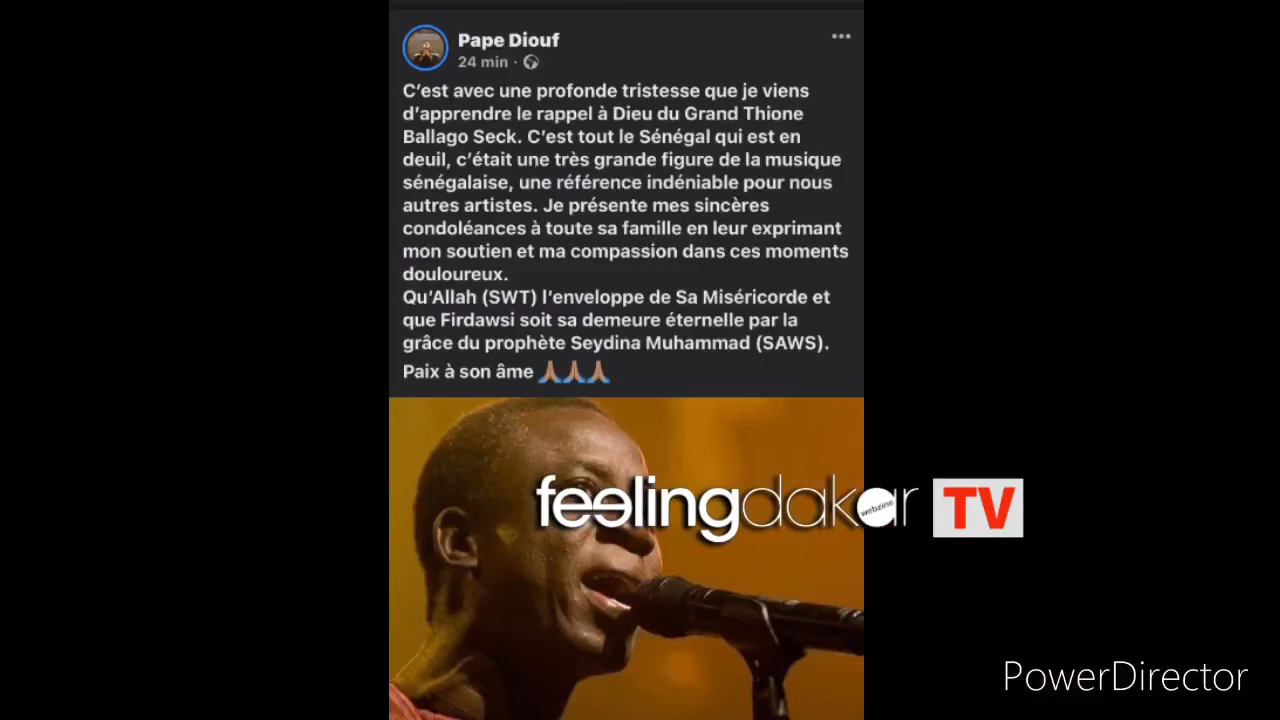 Pape Diouf
24 min ·
C’est avec une profonde tristesse que je viens
d’apprendre le rappel à Dieu du Grand Thione
Ballago Seck. C’est tout le Sénégal qui est en
deuil, c’était une très grande figure de la musique
sénégalaise, une référence indéniable pour nous
autres artistes. Je présente mes sincères
condoléances à toute sa famille en leur exprimant
mon soutien et ma compassion dans ces moments
douloureux.
Qu’Allah (SWT) l’enveloppe de Sa Miséricorde et
que Firdawsi soit sa demeure éternelle par la
grâce du prophète Seydina Muhammad (SAWS).
Paix à son âme 🙏🏽🙏🏽🙏🏽
feelingdakar TV
webzine
PowerDirector